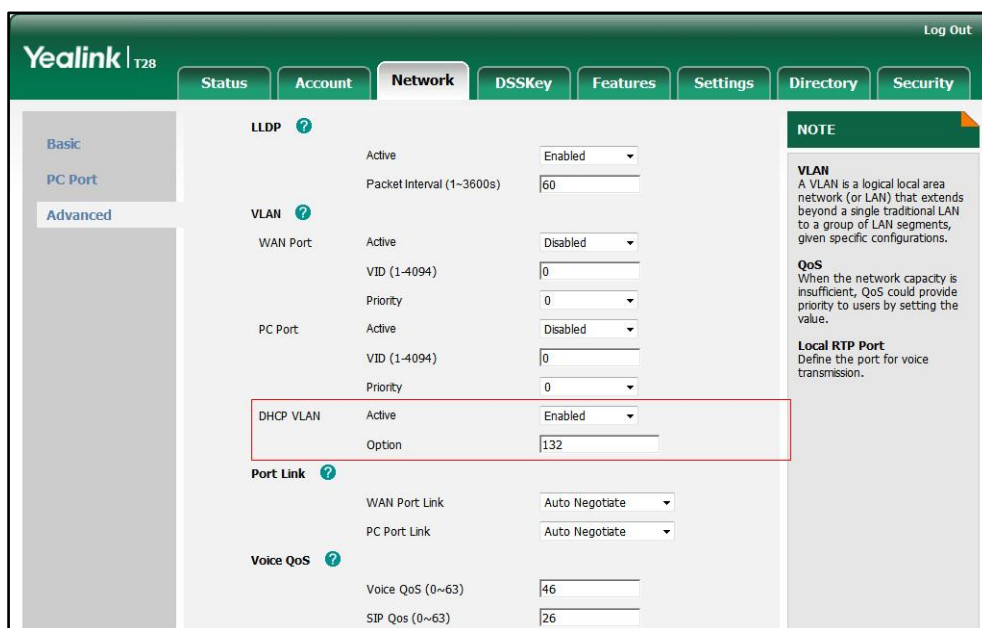 Log Out
Yealink T28
Status Account Network DSSKey Features Settings Directory Security
Basic
PC Port
Advanced
LLDP ?
Active Enabled
Packet Interval (1~3600s) 60
VLAN ?
WAN Port Active Disabled
VID (1-4094) 0
Priority 0
PC Port Active Disabled
VID (1-4094) 0
Priority 0
DHCP VLAN Active Enabled
Option 132
Port Link ?
WAN Port Link Auto Negotiate
PC Port Link Auto Negotiate
Voice QoS ?
Voice QoS (0~63) 46
SIP Qos (0~63) 26
NOTE
VLAN
A VLAN is a logical local area
network (or LAN) that extends
beyond a single traditional LAN
to a group of LAN segments,
given specific configurations.
QoS
When the network capacity is
insufficient, QoS could provide
priority to users by setting the
value.
Local RTP Port
Define the port for voice
transmission.